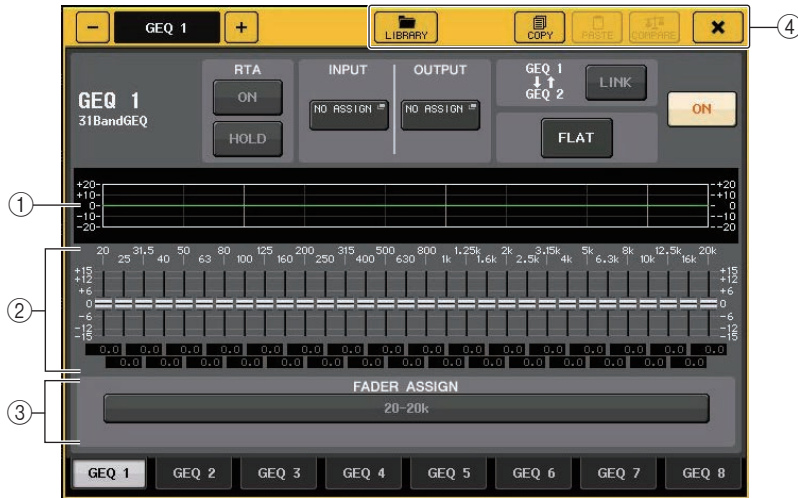 − GEQ 1 + LIBRARY COPY PASTE COMPARE × ④
GEQ 1
31BandGEQ
RTA
ON
HOLD
INPUT
NO ASSIGN
OUTPUT
NO ASSIGN
GEQ 1
↓↑
GEQ 2
LINK
FLAT
ON
①
+20 +20
+10 +10
0 0
-10 -10
-20 -20
②
20 31.5 50 80 125 200 315 500 800 1.25k 2k 3.15k 5k 8k 12.5k 20k
25 40 63 100 160 250 400 630 1k 1.6k 2.5k 4k 6.3k 10k 16k
+15 +15
+12 +12
+6 +6
0 0
-6 -6
-12 -12
-15 -15
0.0 0.0 0.0 0.0 0.0 0.0 0.0 0.0 0.0 0.0 0.0 0.0 0.0 0.0 0.0 0.0
0.0 0.0 0.0 0.0 0.0 0.0 0.0 0.0 0.0 0.0 0.0 0.0 0.0 0.0 0.0
③
FADER ASSIGN
20-20k
GEQ 1 GEQ 2 GEQ 3 GEQ 4 GEQ 5 GEQ 6 GEQ 7 GEQ 8